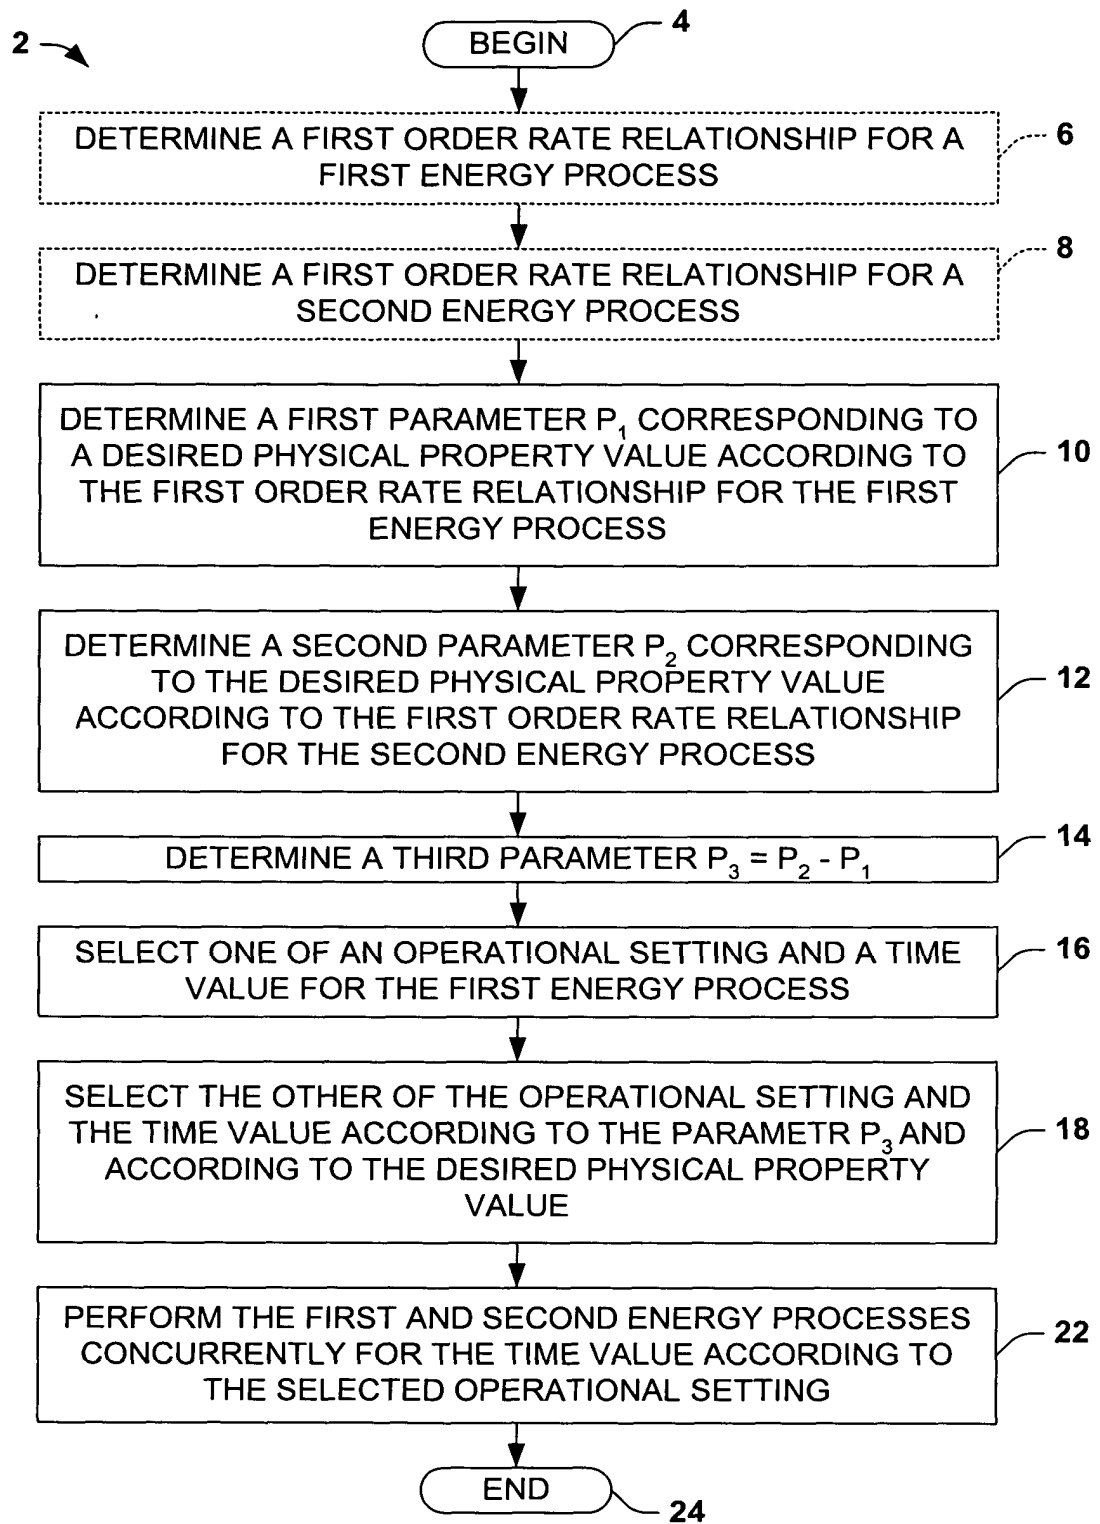 2
BEGIN
4
DETERMINE A FIRST ORDER RATE RELATIONSHIP FOR A
FIRST ENERGY PROCESS
6
DETERMINE A FIRST ORDER RATE RELATIONSHIP FOR A
SECOND ENERGY PROCESS
8
DETERMINE A FIRST PARAMETER P1 CORRESPONDING TO
A DESIRED PHYSICAL PROPERTY VALUE ACCORDING TO
THE FIRST ORDER RATE RELATIONSHIP FOR THE FIRST
ENERGY PROCESS
10
DETERMINE A SECOND PARAMETER P2 CORRESPONDING
TO THE DESIRED PHYSICAL PROPERTY VALUE
ACCORDING TO THE FIRST ORDER RATE RELATIONSHIP
FOR THE SECOND ENERGY PROCESS
12
DETERMINE A THIRD PARAMETER P3 = P2 - P1
14
SELECT ONE OF AN OPERATIONAL SETTING AND A TIME
VALUE FOR THE FIRST ENERGY PROCESS
16
SELECT THE OTHER OF THE OPERATIONAL SETTING AND
THE TIME VALUE ACCORDING TO THE PARAMETR P3 AND
ACCORDING TO THE DESIRED PHYSICAL PROPERTY
VALUE
18
PERFORM THE FIRST AND SECOND ENERGY PROCESSES
CONCURRENTLY FOR THE TIME VALUE ACCORDING TO
THE SELECTED OPERATIONAL SETTING
22
END
24